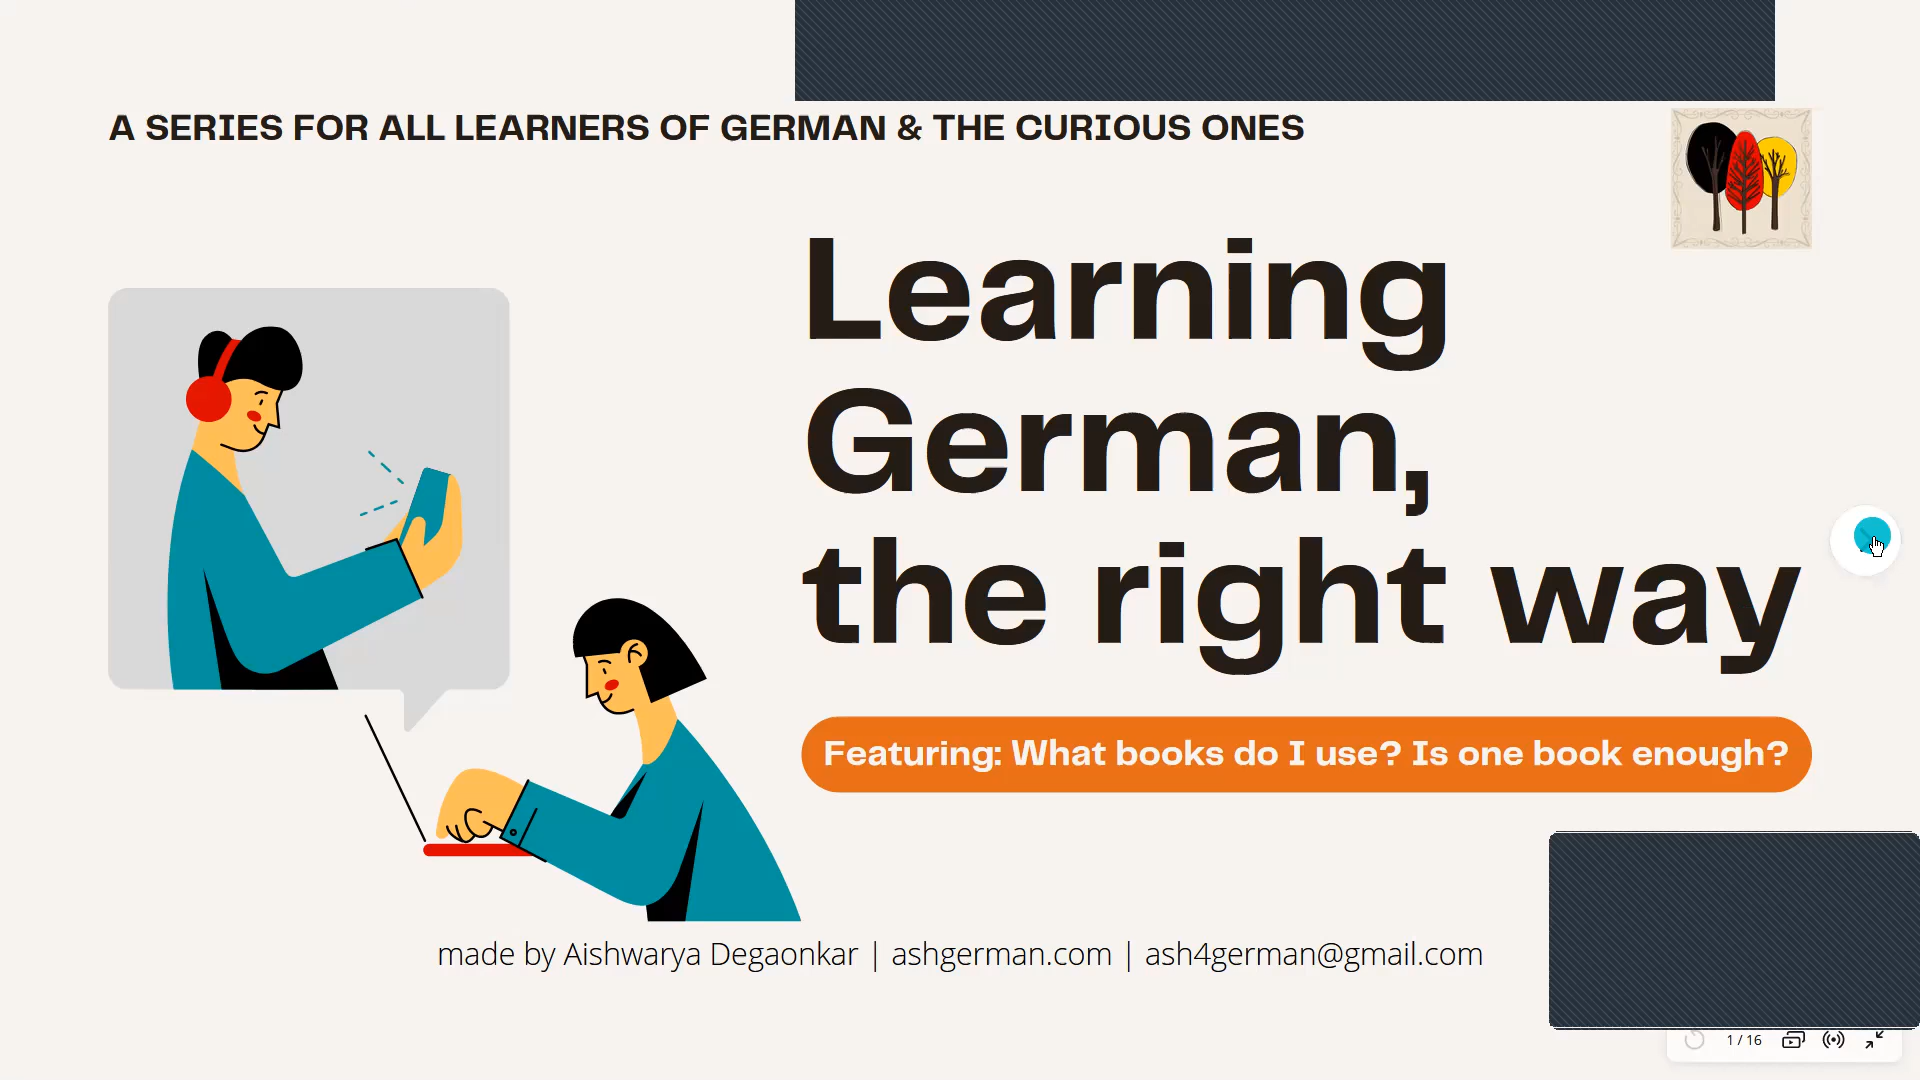 A SERIES FOR ALL LEARNERS OF GERMAN & THE CURIOUS ONES
Learning
German,
the right way
Featuring: What books do I use? Is one book enough?
made by Aishwarya Degaonkar | ashgerman.com | ash4german@gmail.com
1 / 16